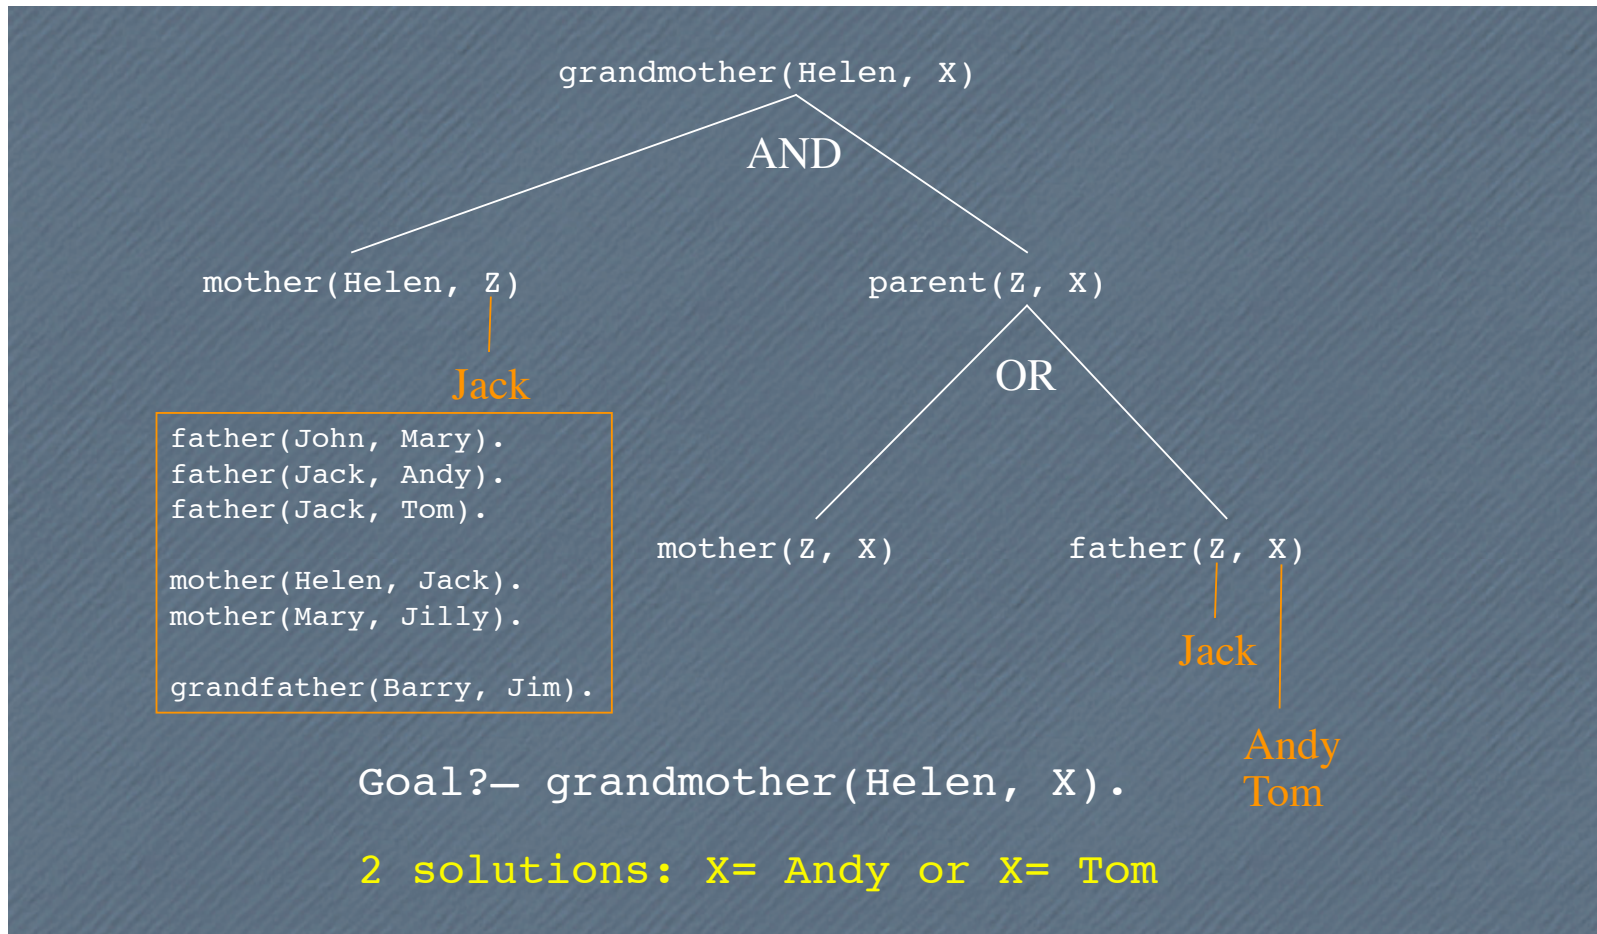 grandmother(Helen, X)
AND
mother(Helen, Z)
parent(Z, X)
Jack
OR
father(John, Mary).
father(Jack, Andy).
father(Jack, Tom).
mother(Helen, Jack).
mother(Mary, Jilly).
grandfather(Barry, Jim).
mother(Z, X)
father(Z, X)
Jack
Andy
Tom
Goal?— grandmother(Helen, X).
2 solutions: X= Andy or X= Tom